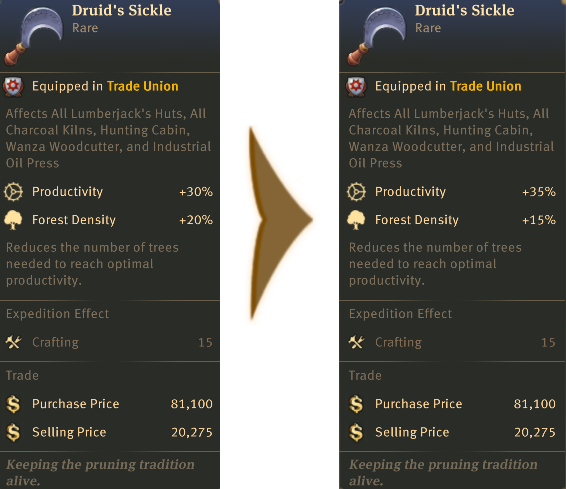 Druid's Sickle
Rare
Equipped in Trade Union
Affects All Lumberjack's Huts, All
Charcoal Kilns, Hunting Cabin,
Wanza Woodcutter, and Industrial
Oil Press
Productivity +30%
Forest Density +20%
Reduces the number of trees
needed to reach optimal
productivity.
Expedition Effect
Crafting 15
Trade
Purchase Price 81,100
Selling Price 20,275
Keeping the pruning tradition
alive.
Druid's Sickle
Rare
Equipped in Trade Union
Affects All Lumberjack's Huts, All
Charcoal Kilns, Hunting Cabin,
Wanza Woodcutter, and Industrial
Oil Press
Productivity +35%
Forest Density +15%
Reduces the number of trees
needed to reach optimal
productivity.
Expedition Effect
Crafting 15
Trade
Purchase Price 81,100
Selling Price 20,275
Keeping the pruning tradition
alive.